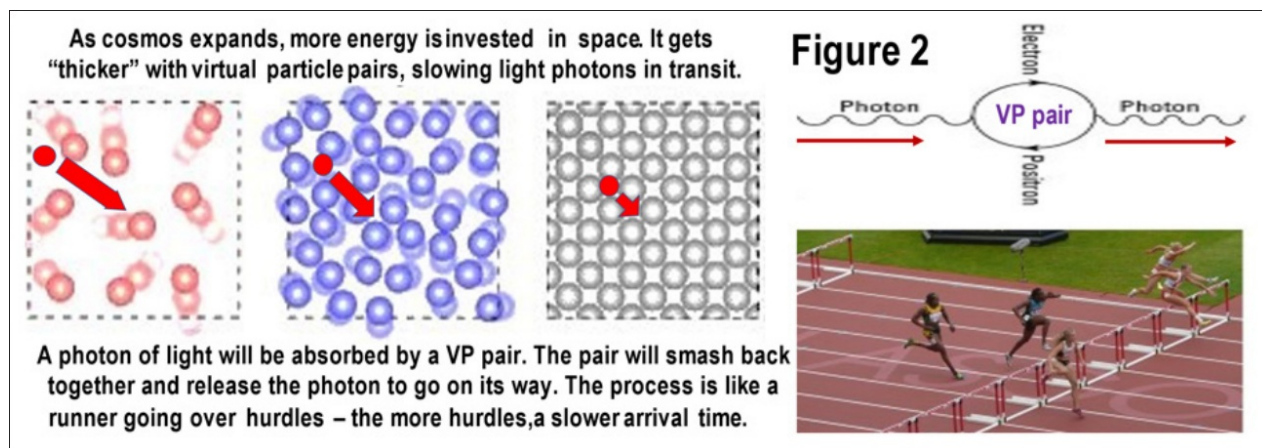 As cosmos expands, more energy is invested in space. It gets
“thicker” with virtual particle pairs, slowing light photons in transit.
A photon of light will be absorbed by a VP pair. The pair will smash back
together and release the photon to go on its way. The process is like a
runner going over hurdles – the more hurdles,a slower arrival time.
Figure 2
Electron
Photon
VP pair
Photon
Positron